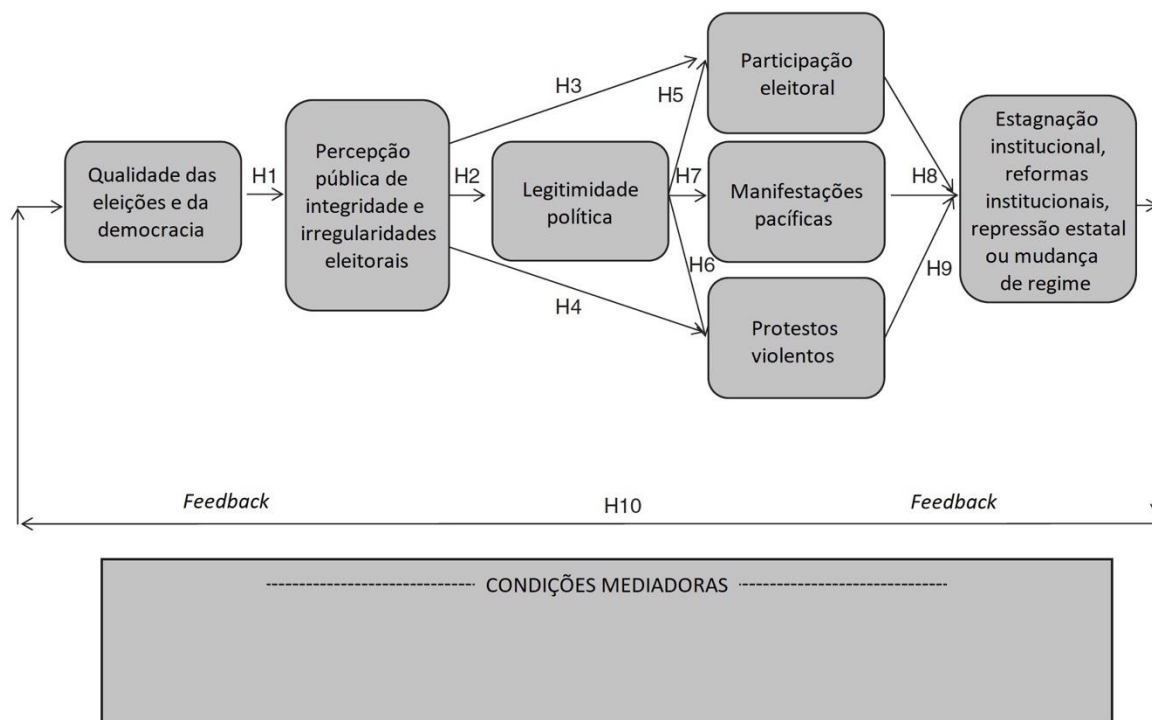 Qualidade das
eleições e da
democracia
H1
Percepção
pública de
integridade e
irregularidades
eleitorais
H3
H2
H4
Legitimidade
política
H5
H7
H6
Participação
eleitoral
Manifestações
pacíficas
Protestos
violentos
H8
H9
Estagnação
institucional,
reformas
institucionais,
repressão estatal
ou mudança
de regime
Feedback
H10
Feedback
---------------------------- CONDIÇÕES MEDIADORAS ----------------------------